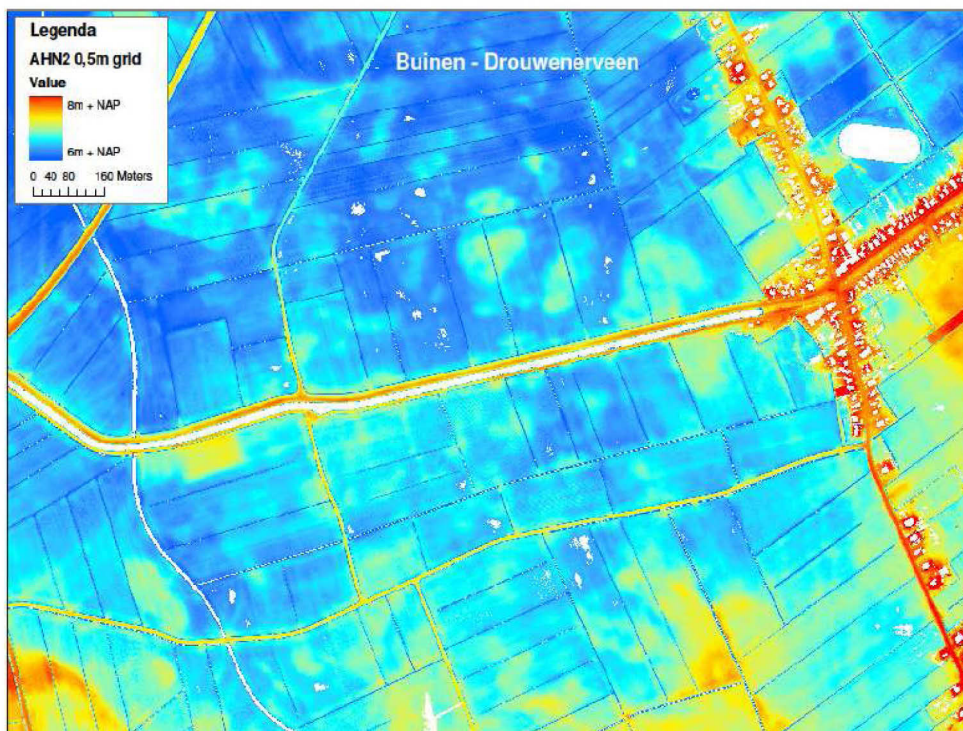 Legenda
AHN2 0,5m grid
Value
8m + NAP
6m + NAP
0 40 80 160 Meters
Buinen - Drouwenerveen